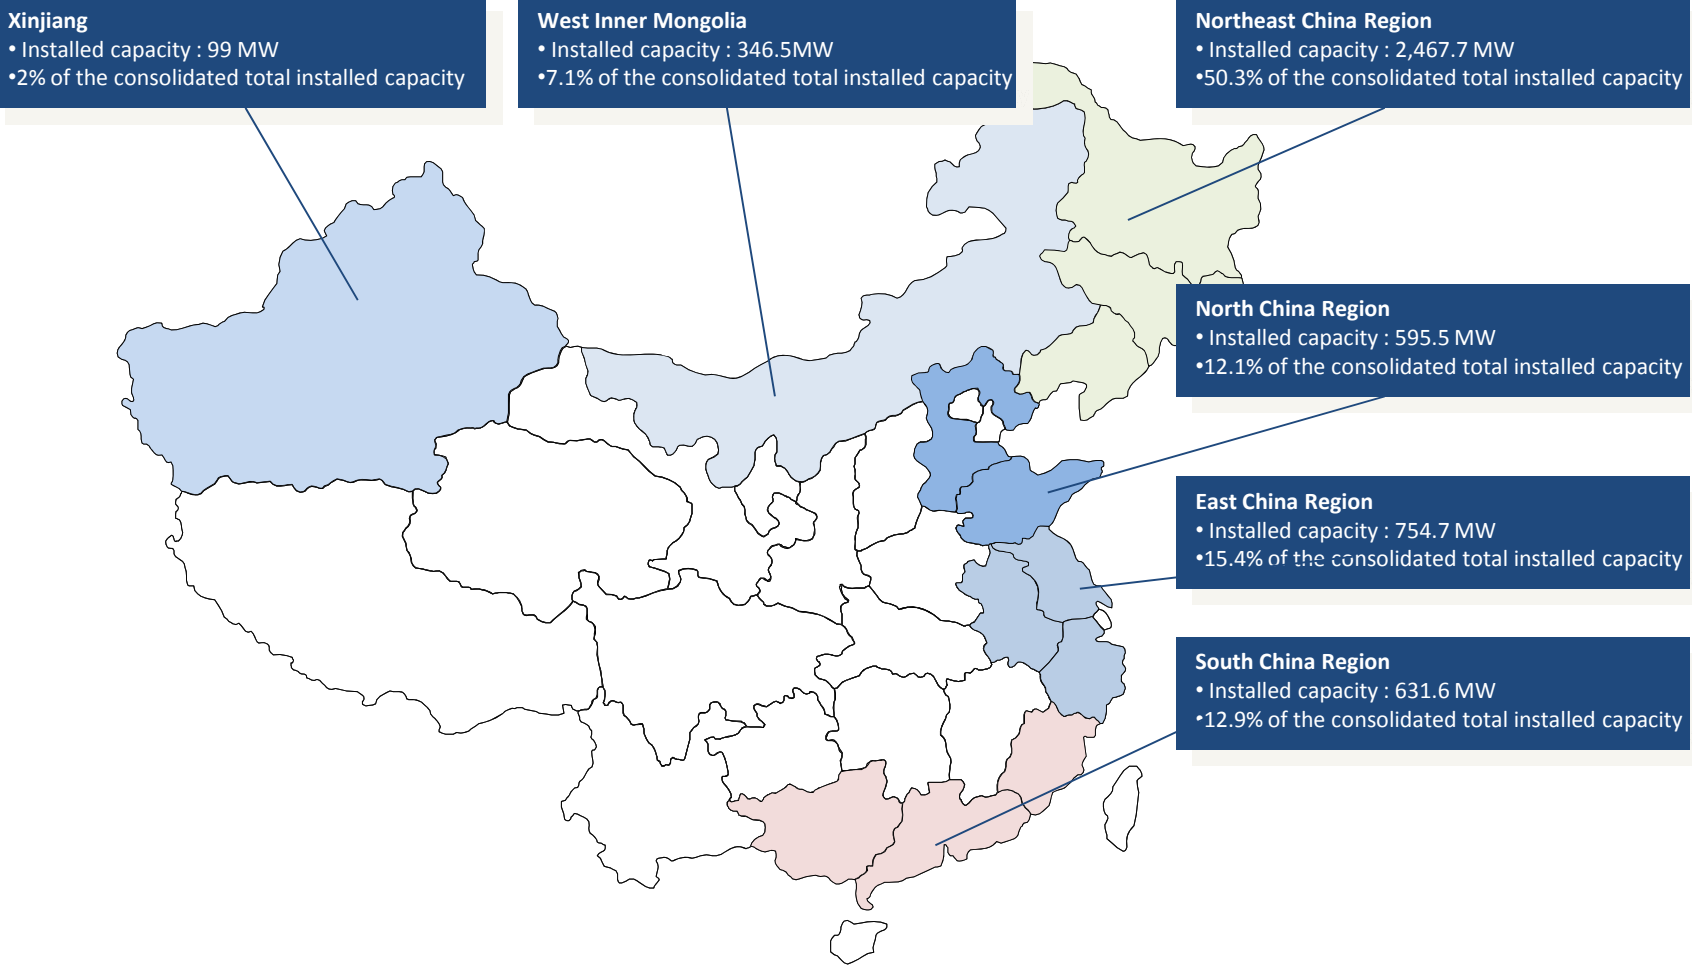 Xinjiang
• Installed capacity : 99 MW
•2% of the consolidated total installed capacity
West Inner Mongolia
• Installed capacity : 346.5MW
•7.1% of the consolidated total installed capacity
Northeast China Region
• Installed capacity : 2,467.7 MW
•50.3% of the consolidated total installed capacity
North China Region
• Installed capacity : 595.5 MW
•12.1% of the consolidated total installed capacity
East China Region
• Installed capacity : 754.7 MW
•15.4% of the consolidated total installed capacity
South China Region
• Installed capacity : 631.6 MW
•12.9% of the consolidated total installed capacity